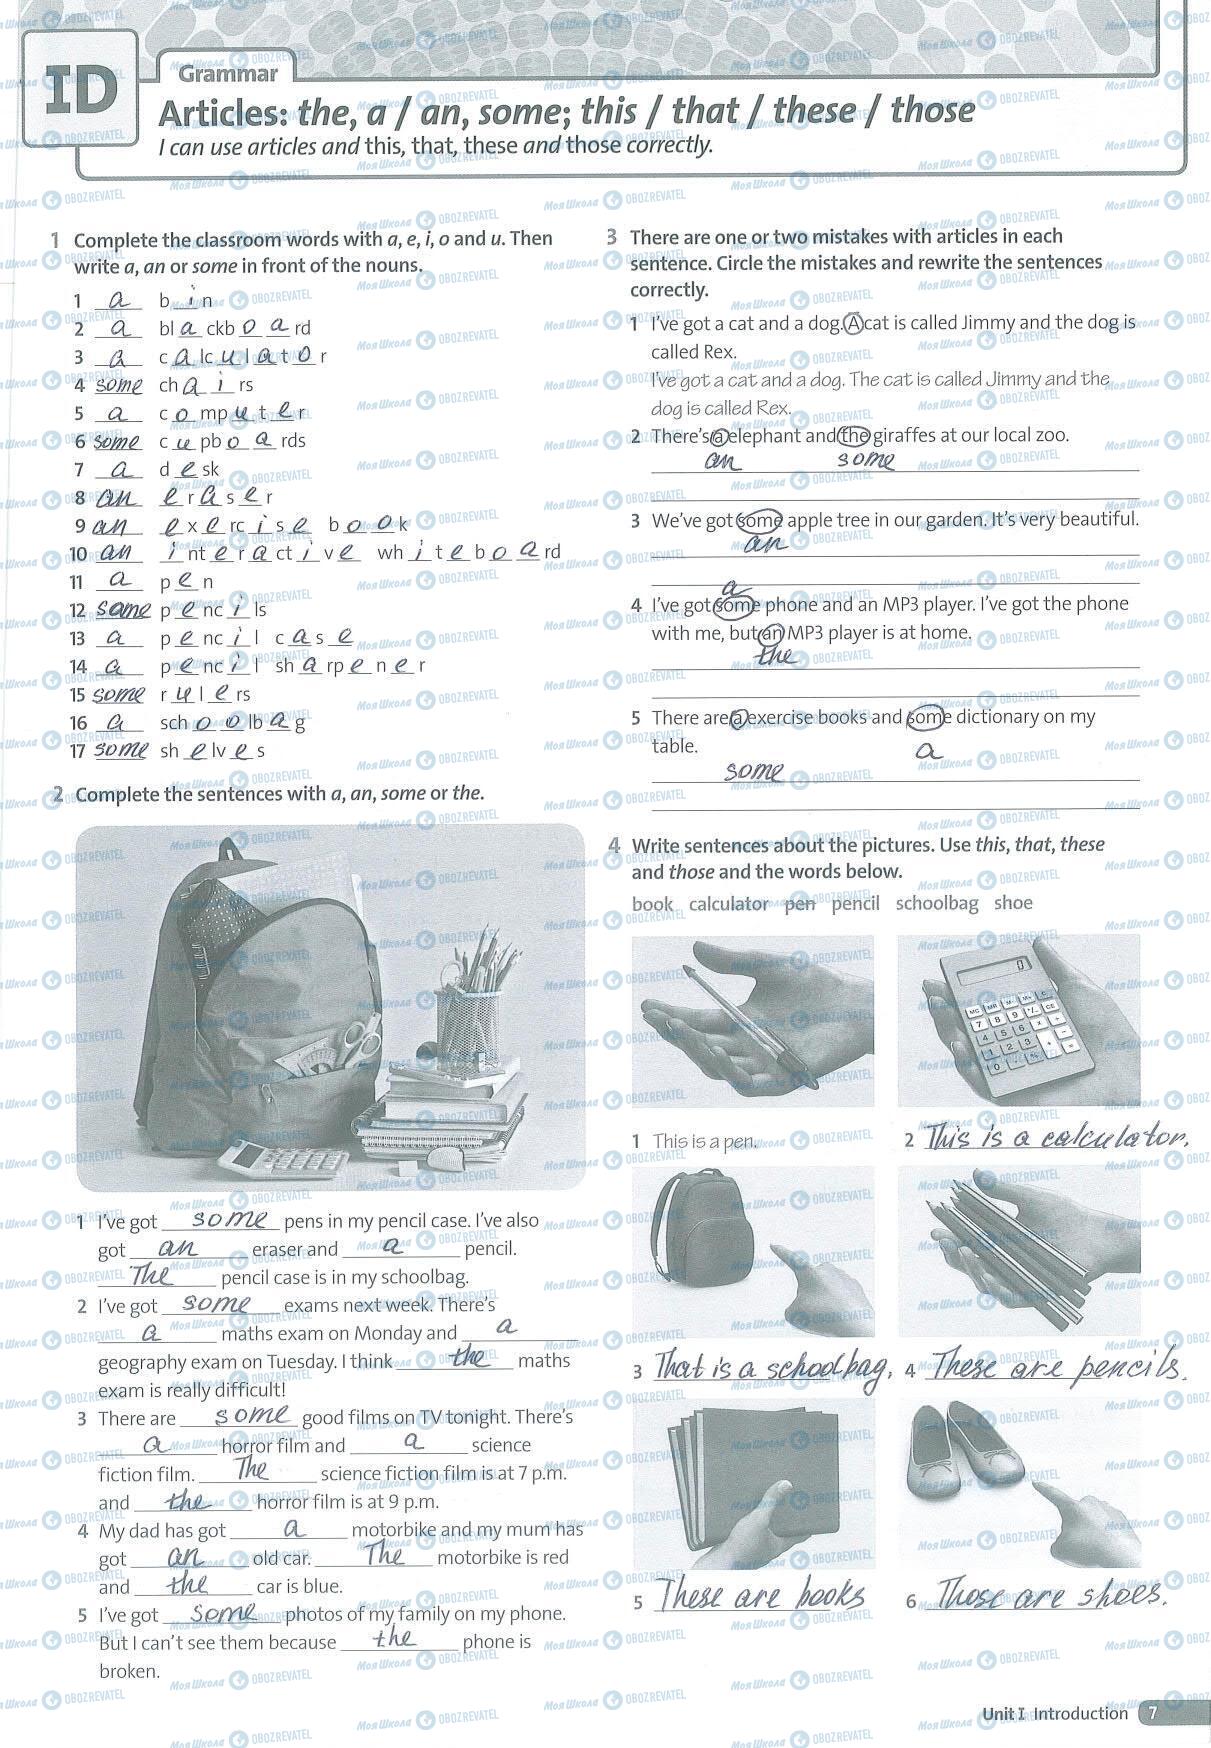 ID
Grammar
Articles: the, a / an, some; this / that / these / those
I can use articles and this, that, these and those correctly.
1 Complete the classroom words with a, e, i, o and u. Then
write a, an or some in front of the nouns.
1 a b i n
2 a bl a ckb o a rd
3 a c a lc u l a t o r
4 some ch a i rs
5 a c o mp u t e r
6 some c u pb o a rds
7 a d e sk
8 an e r a s e r
9 an e x e rc i s e b o o k
10 an i nt e r a ct i v e wh i t e b o a rd
11 a p e n
12 some p e nc i ls
13 a p e nc i l c a s e
14 a p e nc i l sh a rp e n e r
15 some r u l e rs
16 a sch o o lb a g
17 some sh e lv e s
2 Complete the sentences with a, an, some or the.
1 I've got some pens in my pencil case. I've also
got an eraser and a pencil.
The pencil case is in my schoolbag.
2 I've got some exams next week. There's
a maths exam on Monday and a
geography exam on Tuesday. I think the maths
exam is really difficult!
3 There are some good films on TV tonight. There's
a horror film and a science
fiction film. The science fiction film is at 7 p.m.
and the horror film is at 9 p.m.
4 My dad has got a motorbike and my mum has
got an old car. The motorbike is red
and the car is blue.
5 I've got some photos of my family on my phone.
But I can't see them because the phone is
broken.
3 There are one or two mistakes with articles in each
sentence. Circle the mistakes and rewrite the sentences
correctly.
1 I've got a cat and a dog. A cat is called Jimmy and the dog is
called Rex.
I've got a cat and a dog. The cat is called Jimmy and the
dog is called Rex.
2 There's a elephant and the giraffes at our local zoo.
an some
3 We've got some apple tree in our garden. It's very beautiful.
an
a
4 I've got some phone and an MP3 player. I've got the phone
with me, but an MP3 player is at home.
the
5 There are a exercise books and some dictionary on my
table.
a
some
4 Write sentences about the pictures. Use this, that, these
and those and the words below.
book calculator pen pencil schoolbag shoe
1 This is a pen.
2 This is a calculator.
3 That is a schoolbag.
4 These are pencils.
5 These are books
6 Those are shoes.
Unit I Introduction 7
Моя Школа OBOZREVATEL